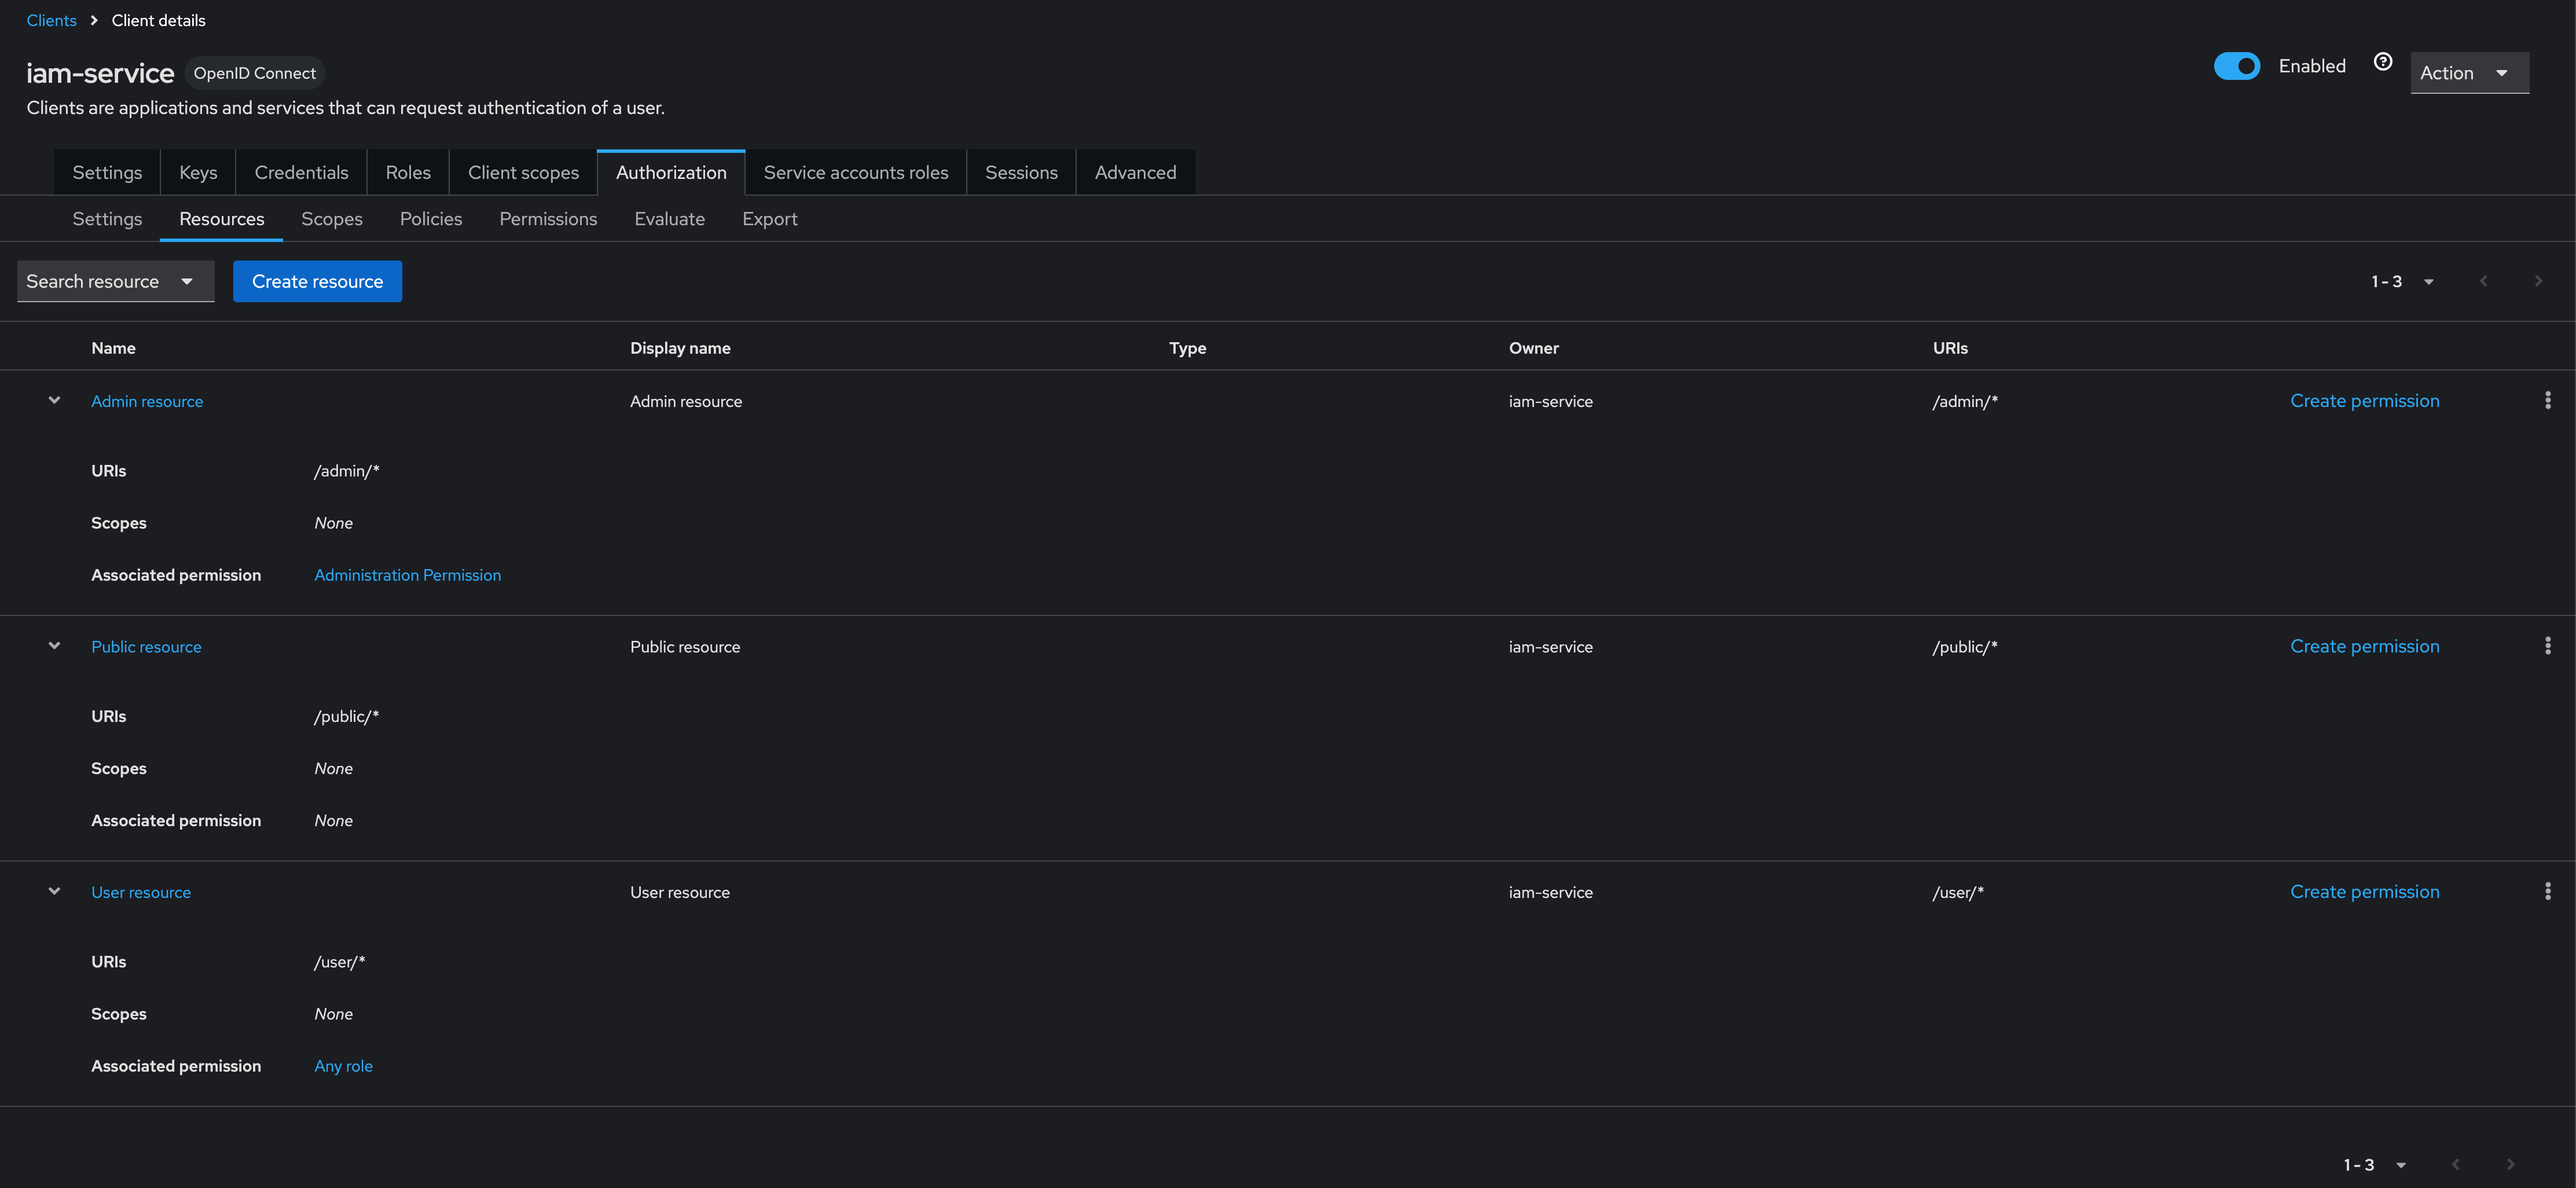 Clients > Client details
iam-service OpenID Connect
Enabled
Action
Clients are applications and services that can request authentication of a user.
Settings Keys Credentials Roles Client scopes Authorization Service accounts roles Sessions Advanced
Settings Resources Scopes Policies Permissions Evaluate Export
Search resource Create resource 1 - 3
Name Display name Type Owner URIs
Admin resource Admin resource iam-service /admin/* Create permission
URIs /admin/*
Scopes None
Associated permission Administration Permission
Public resource Public resource iam-service /public/* Create permission
URIs /public/*
Scopes None
Associated permission None
User resource User resource iam-service /user/* Create permission
URIs /user/*
Scopes None
Associated permission Any role
1 - 3